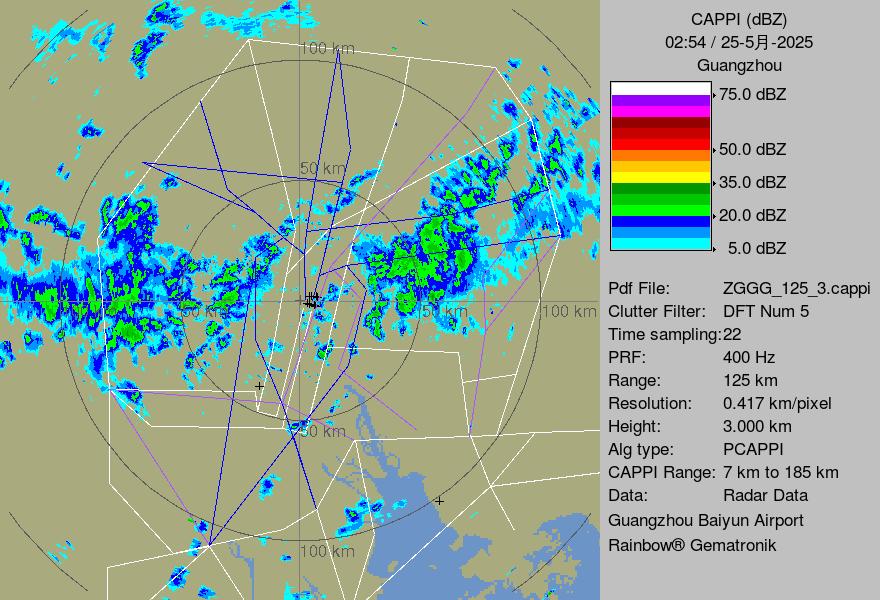 100 km
50 km
50 km
50 km
100 km
50 km
100 km
CAPPI (dBZ)
02:54 / 25-5月-2025
Guangzhou
75.0 dBZ
50.0 dBZ
35.0 dBZ
20.0 dBZ
5.0 dBZ
Pdf File: ZGGG_125_3.cappi
Clutter Filter: DFT Num 5
Time sampling:22
PRF: 400 Hz
Range: 125 km
Resolution: 0.417 km/pixel
Height: 3.000 km
Alg type: PCAPPI
CAPPI Range: 7 km to 185 km
Data: Radar Data
Guangzhou Baiyun Airport
Rainbow® Gematronik